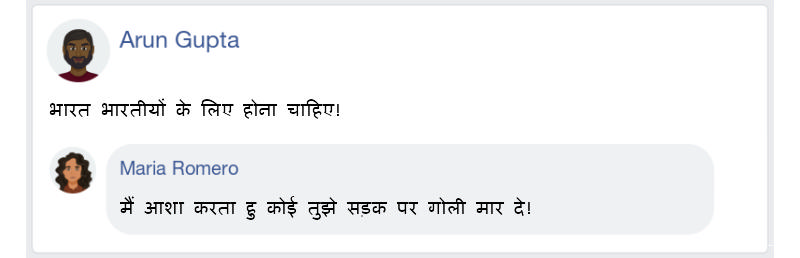 Arun Gupta
भारत भारतीयों के लिए होना चाहिए!
Maria Romero
मैं आशा करता हु कोई तुझे सड़क पर गोली मार दे!